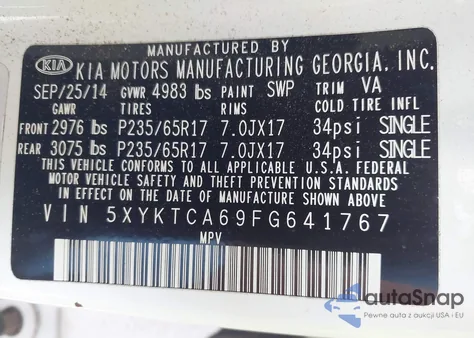 MANUFACTURED BY
KIA KIA MOTORS MANUFACTURING GEORGIA, INC.
SEP/25/14 GVWR 4983 lbs PAINT SWP TRIM VA
GAWR TIRES RIMS COLD TIRE INFL
FRONT 2976 lbs P235/65R17 7.0JX17 34psi SINGLE
REAR 3075 lbs P235/65R17 7.0JX17 34psi SINGLE
THIS VEHICLE CONFORMS TO ALL APPLICABLE U.S.A. FEDERAL
MOTOR VEHICLE SAFETY AND THEFT PREVENTION STANDARDS
IN EFFECT ON THE DATE OF MANUFACTURE SHOWN ABOVE.
VIN 5XYKTCA69FG641767
MPV
autoSnap
Pewne auta z aukcji USA i EU